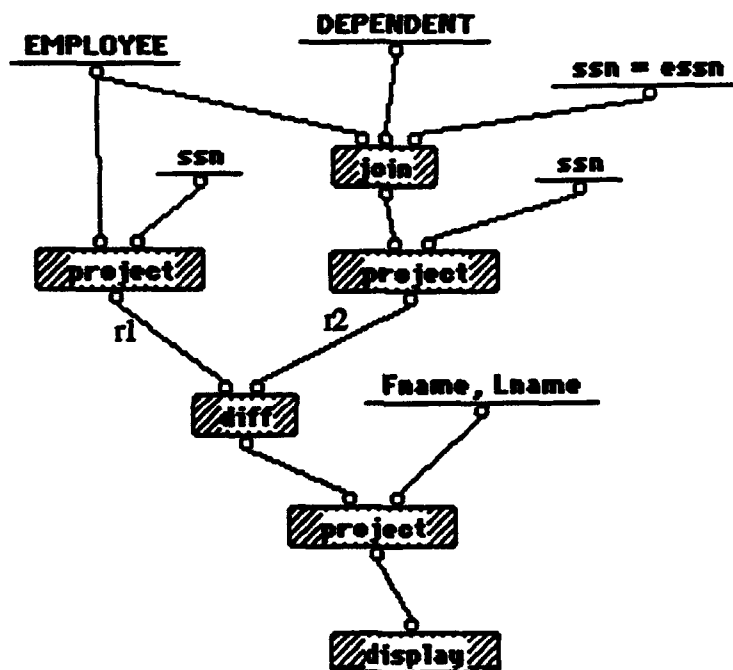 DEPENDENT
EMPLOYEE
ssn = essn
join
ssn
ssn
project
project
r1
r2
Fname, Lname
diff
project
display